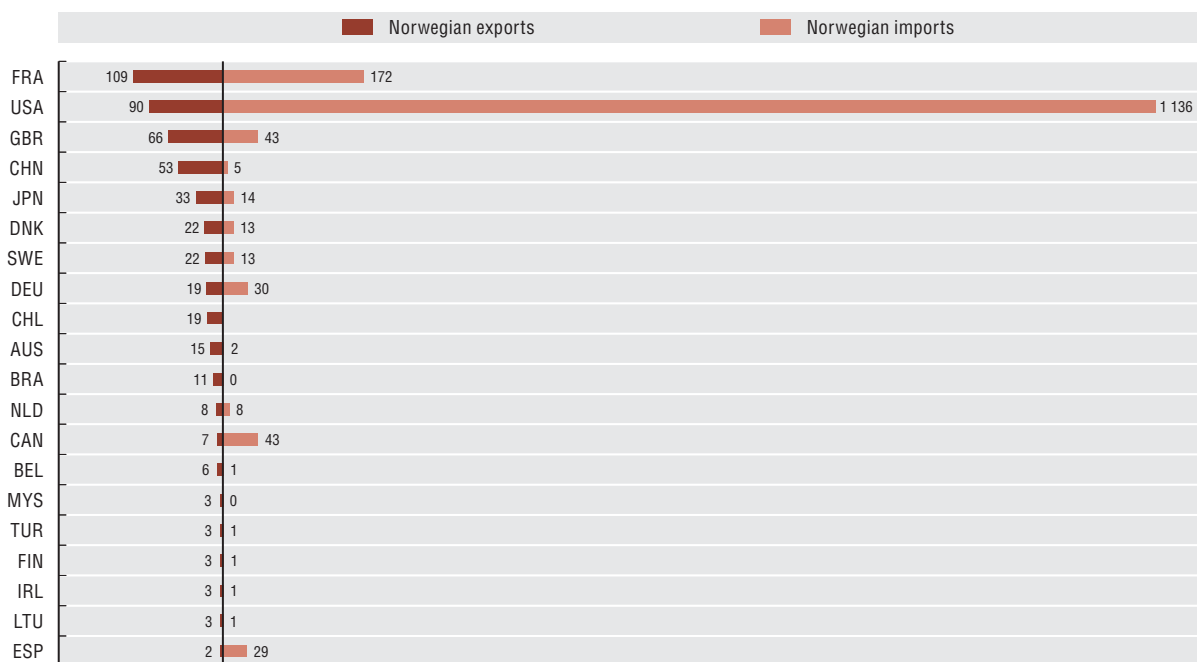 Norwegian exports Norwegian imports
FRA 109 172
USA 90 1 136
GBR 66 43
CHN 53 5
JPN 33 14
DNK 22 13
SWE 22 13
DEU 19 30
CHL 19
AUS 15 2
BRA 11 0
NLD 8 8
CAN 7 43
BEL 6 1
MYS 3 0
TUR 3 1
FIN 3 1
IRL 3 1
LTU 3 1
ESP 2 29